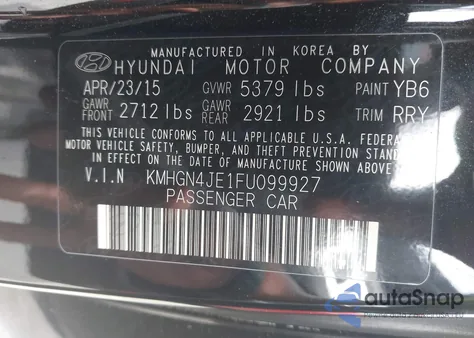 MANUFACTURED IN KOREA BY
HYUNDAI MOTOR COMPANY
APR/23/15 GVWR 5379 lbs PAINT YB6
GAWR FRONT 2712 lbs GAWR REAR 2921 lbs TRIM RRY
THIS VEHICLE CONFORMS TO ALL APPLICABLE U.S.A. FEDERAL
MOTOR VEHICLE SAFETY, BUMPER, AND THEFT PREVENTION STANDARDS
IN EFFECT ON THE DATE OF MANUFACTURE SHOWN ABOVE.
V.I.N KMHGN4JE1FU099927
PASSENGER CAR
autoSnap